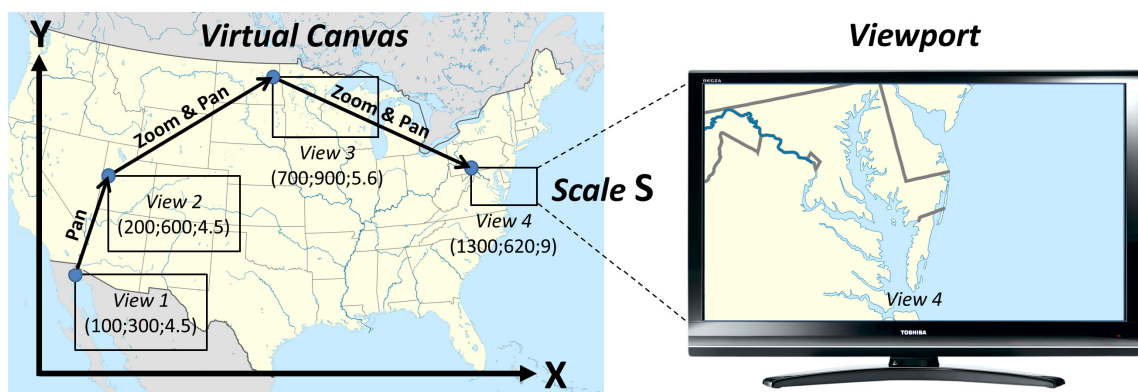 Virtual Canvas
Viewport
Y
REGZA
Zoom & Pan
Zoom & Pan
View 3
(700;900;5.6)
Pan
View 2
(200;600;4.5)
Scale S
View 4
(1300;620;9)
View 1
(100;300;4.5)
View 4
TOSHIBA
X